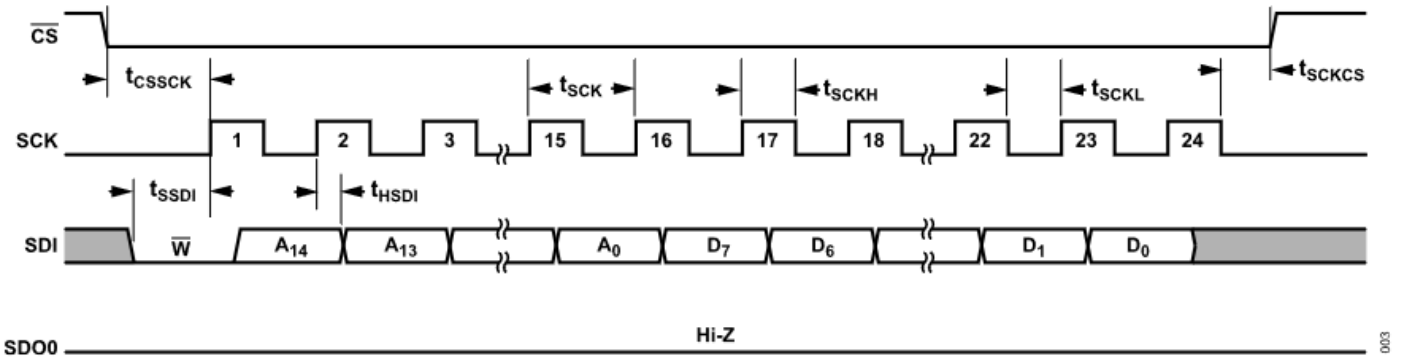 CS
tCSSCK tSCK tSCKH tSCKL tSCKCS
SCK 1 2 3 15 16 17 18 22 23 24
tSSDI tHSDI
SDI W A14 A13 A0 D7 D6 D1 D0
Hi-Z
SDO0
003